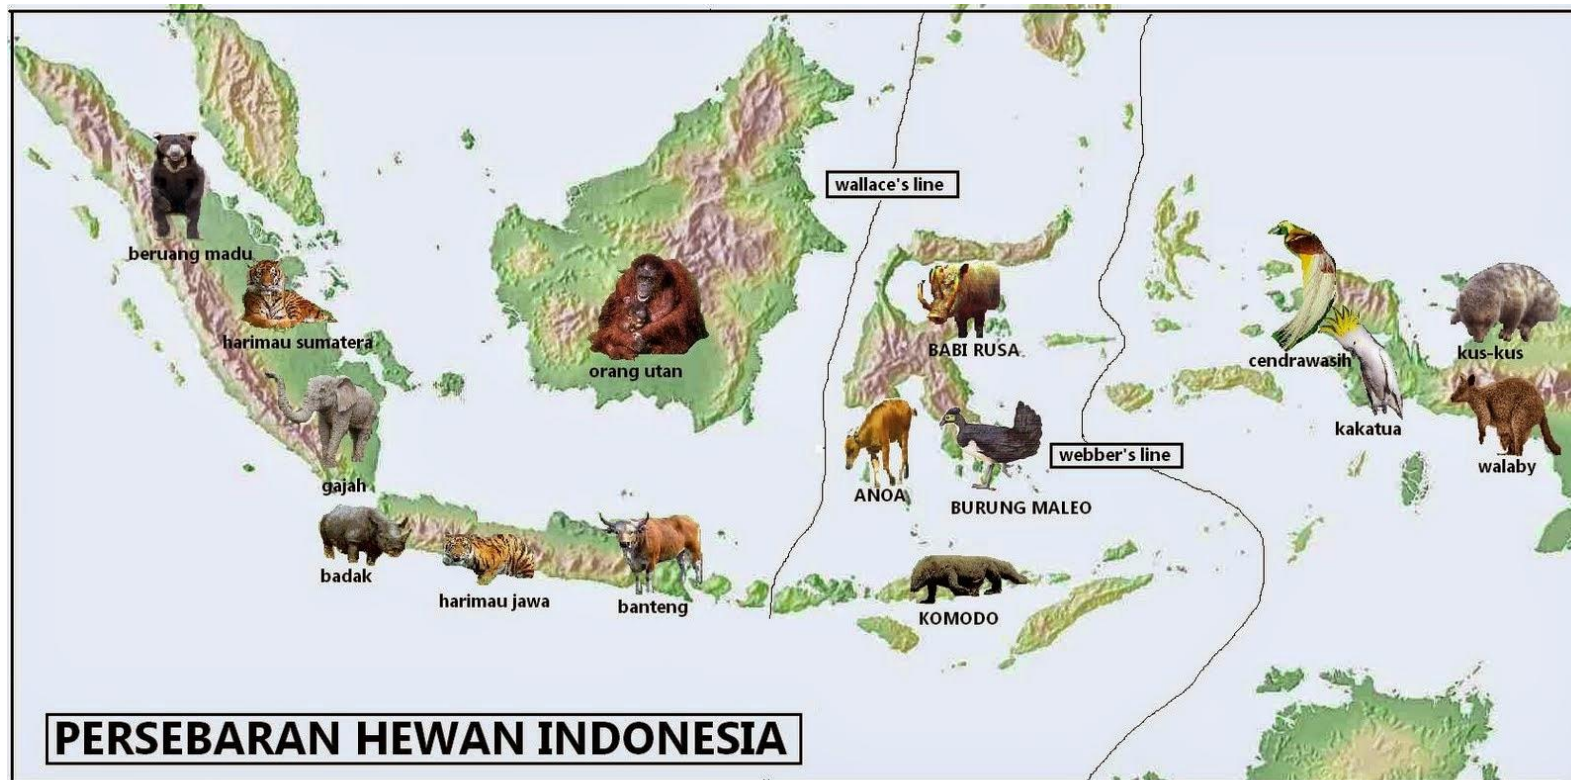 wallace's line
beruang madu
harimau sumatera
BABI RUSA
cendrawasih
kus-kus
orang utan
kakatua
webber's line
walaby
gajah
ANOA
BURUNG MALEO
badak
harimau jawa
banteng
KOMODO
PERSEBARAN HEWAN INDONESIA